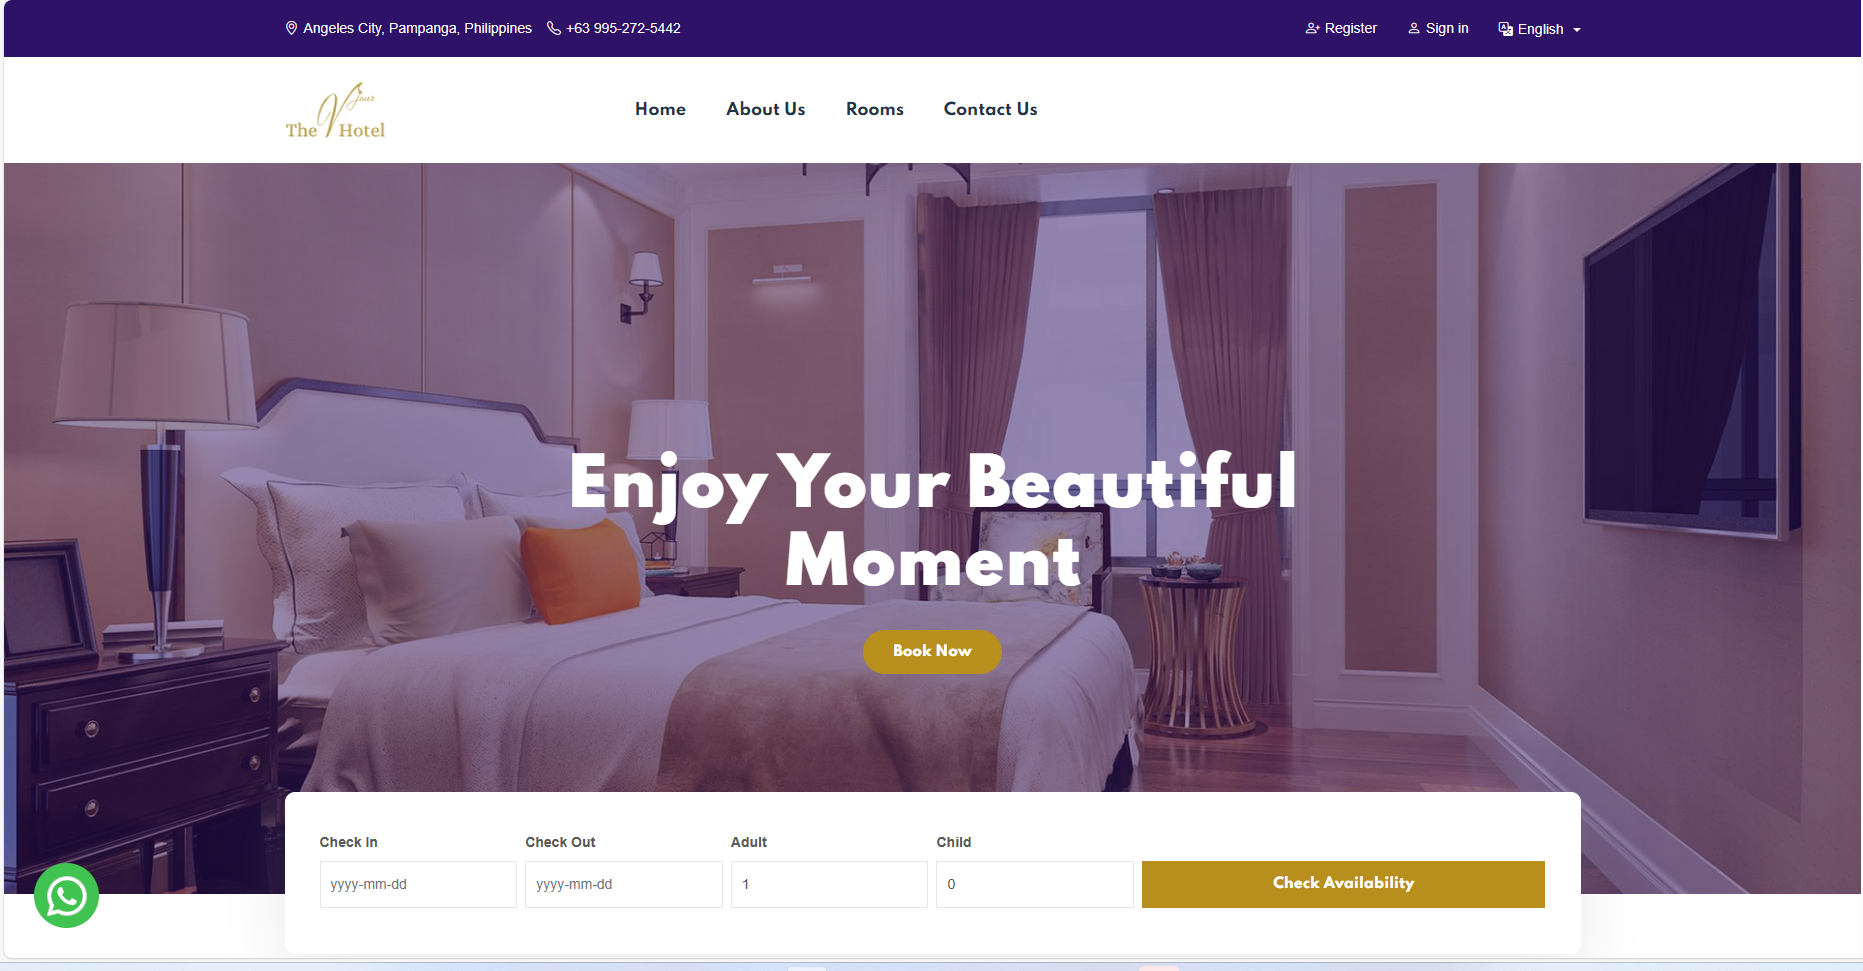 Angeles City, Pampanga, Philippines +63 995-272-5442 Register Sign in English
The V Jour Hotel
Home About Us Rooms Contact Us
Enjoy Your Beautiful
Moment
Book Now
Check In Check Out Adult Child
yyyy-mm-dd yyyy-mm-dd 1 0 Check Availability